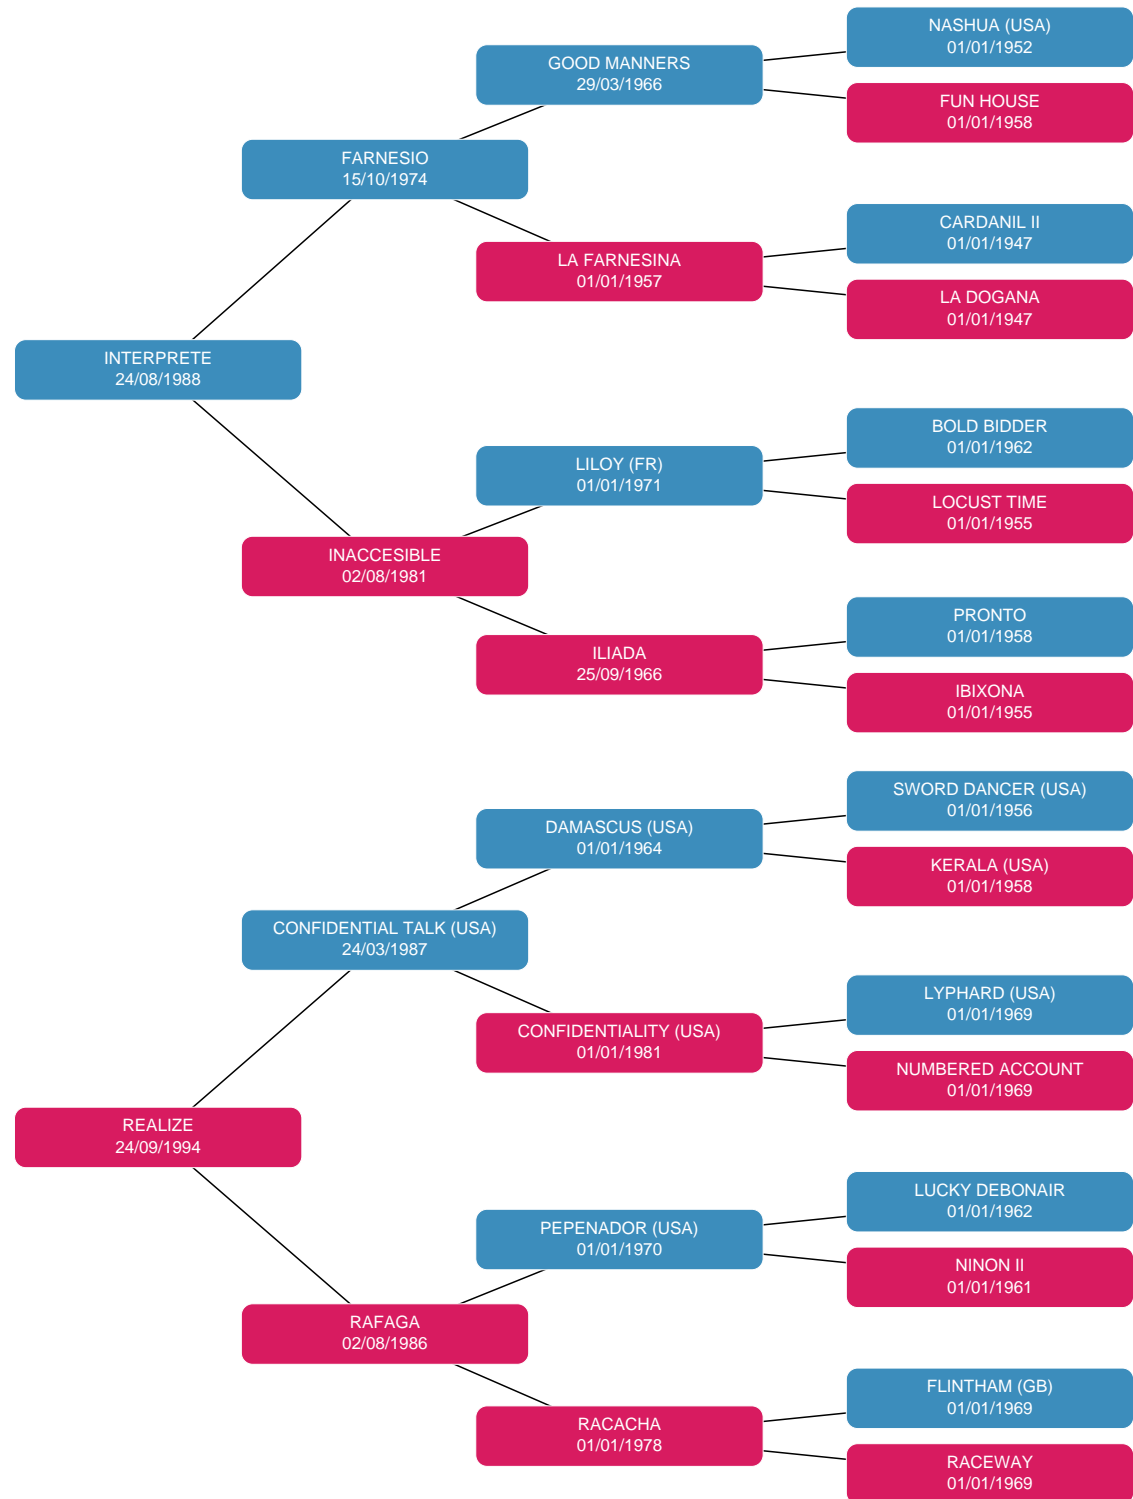 NASHUA (USA)
01/01/1952
GOOD MANNERS
29/03/1966
FUN HOUSE
01/01/1958
FARNESIO
15/10/1974
CARDANIL II
01/01/1947
LA FARNESINA
01/01/1957
LA DOGANA
01/01/1947
INTERPRETE
24/08/1988
BOLD BIDDER
01/01/1962
LILOY (FR)
01/01/1971
LOCUST TIME
01/01/1955
INACCESIBLE
02/08/1981
PRONTO
01/01/1958
ILIADA
25/09/1966
IBIXONA
01/01/1955
SWORD DANCER (USA)
01/01/1956
DAMASCUS (USA)
01/01/1964
KERALA (USA)
01/01/1958
CONFIDENTIAL TALK (USA)
24/03/1987
LYPHARD (USA)
01/01/1969
CONFIDENTIALITY (USA)
01/01/1981
NUMBERED ACCOUNT
01/01/1969
REALIZE
24/09/1994
LUCKY DEBONAIR
01/01/1962
PEPENADOR (USA)
01/01/1970
NINON II
01/01/1961
RAFAGA
02/08/1986
FLINTHAM (GB)
01/01/1969
RACACHA
01/01/1978
RACEWAY
01/01/1969